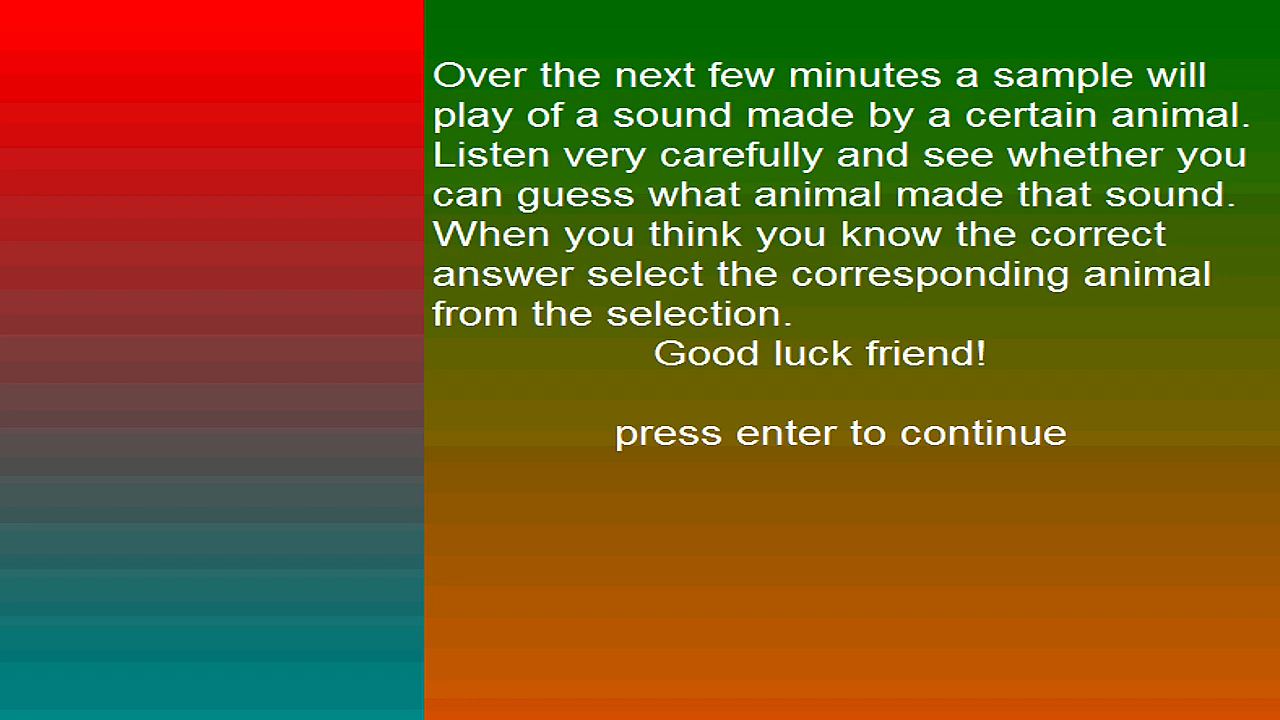 Over the next few minutes a sample will
play of a sound made by a certain animal.
Listen very carefully and see whether you
can guess what animal made that sound.
When you think you know the correct
answer select the corresponding animal
from the selection.
Good luck friend!
press enter to continue